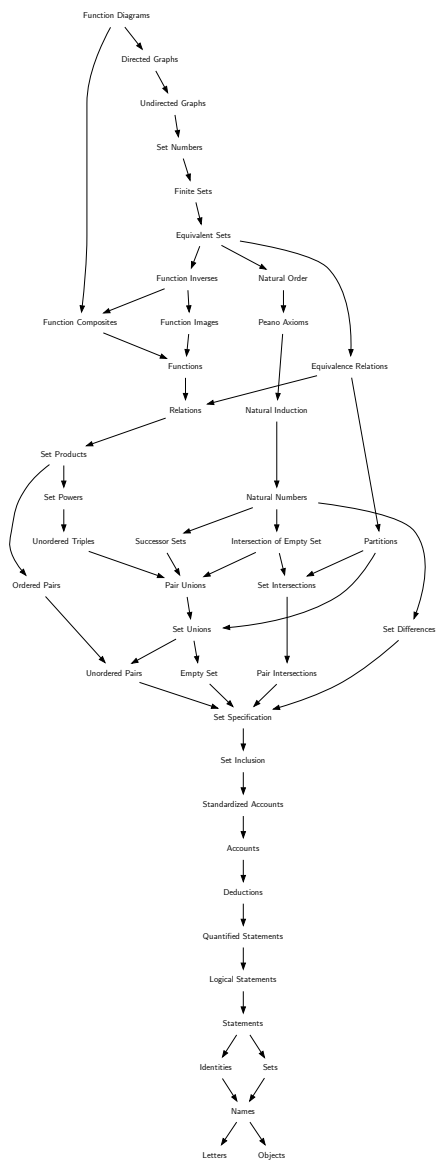 Function Diagrams
Directed Graphs
Undirected Graphs
Set Numbers
Finite Sets
Equivalent Sets
Function Inverses
Natural Order
Function Composites
Function Images
Peano Axioms
Functions
Equivalence Relations
Relations
Natural Induction
Set Products
Set Powers
Natural Numbers
Unordered Triples
Successor Sets
Intersection of Empty Set
Partitions
Ordered Pairs
Pair Unions
Set Intersections
Set Unions
Set Differences
Unordered Pairs
Empty Set
Pair Intersections
Set Specification
Set Inclusion
Standardized Accounts
Accounts
Deductions
Quantified Statements
Logical Statements
Statements
Identities
Sets
Names
Letters
Objects